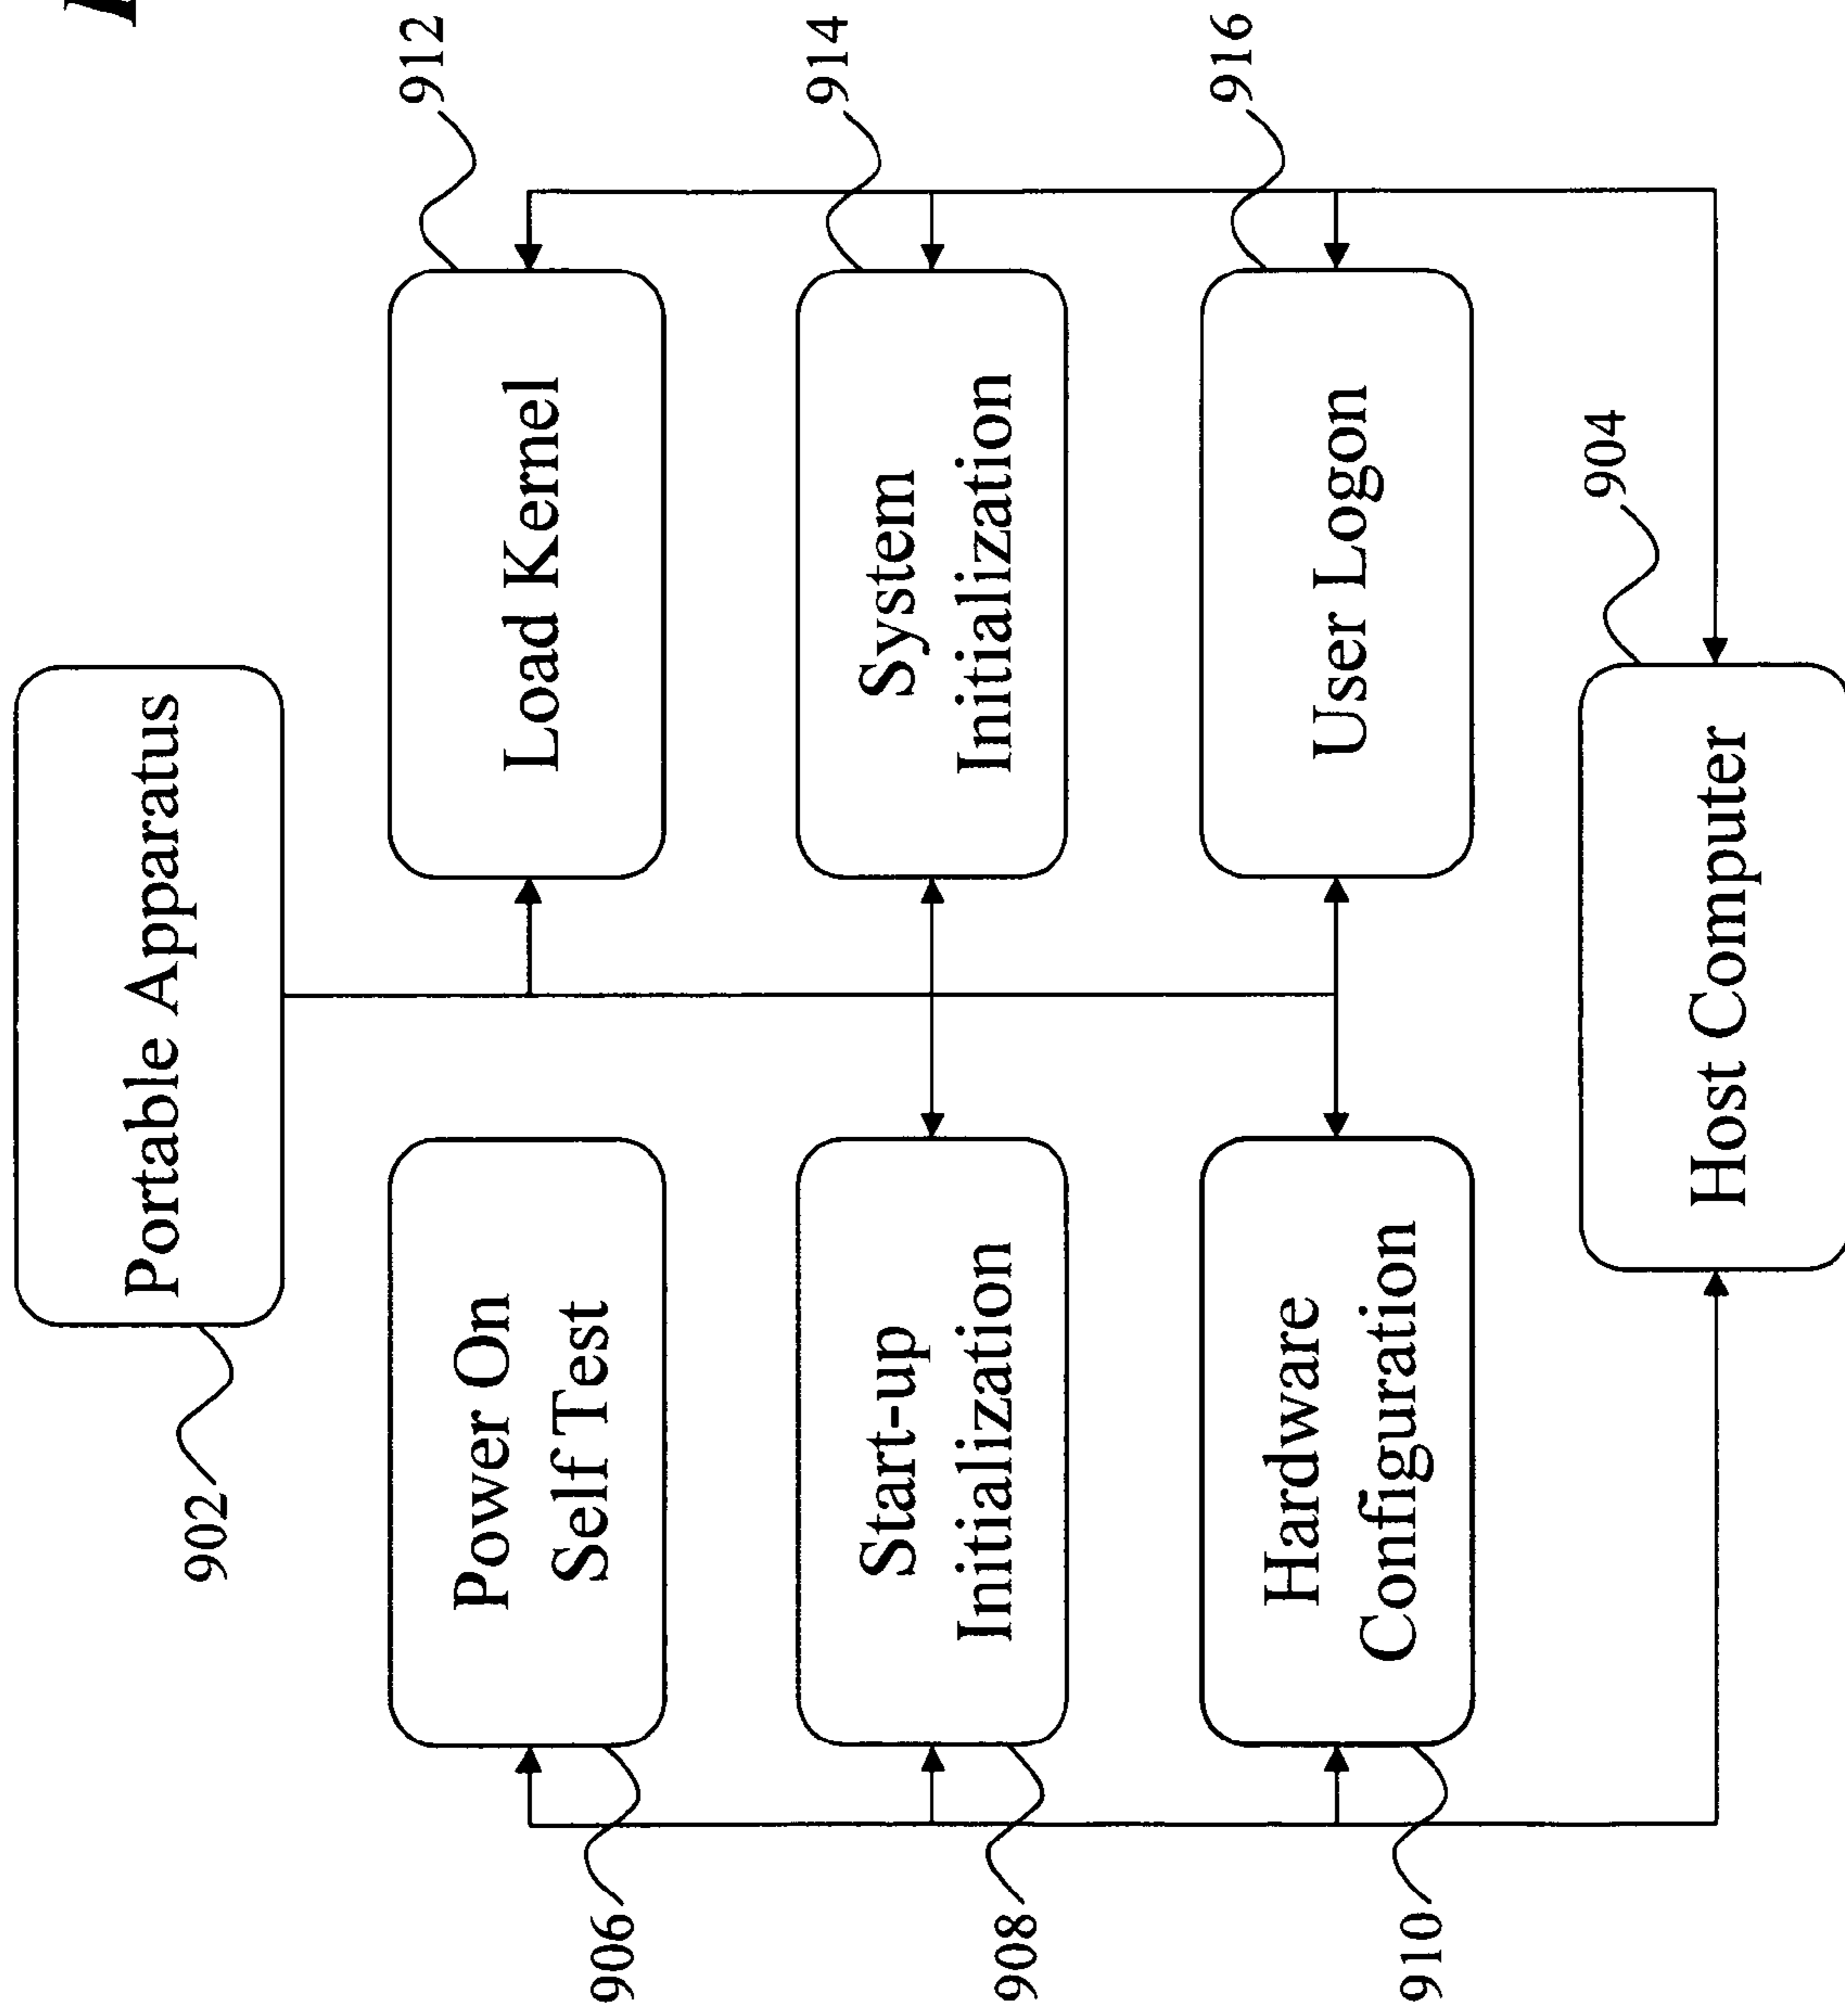 Portable Apparatus
902
Power On
Self Test
906
Load Kernel
912
Start-up
Initialization
908
System
Initialization
914
Hardware
Configuration
910
User Logon
916
Host Computer
904